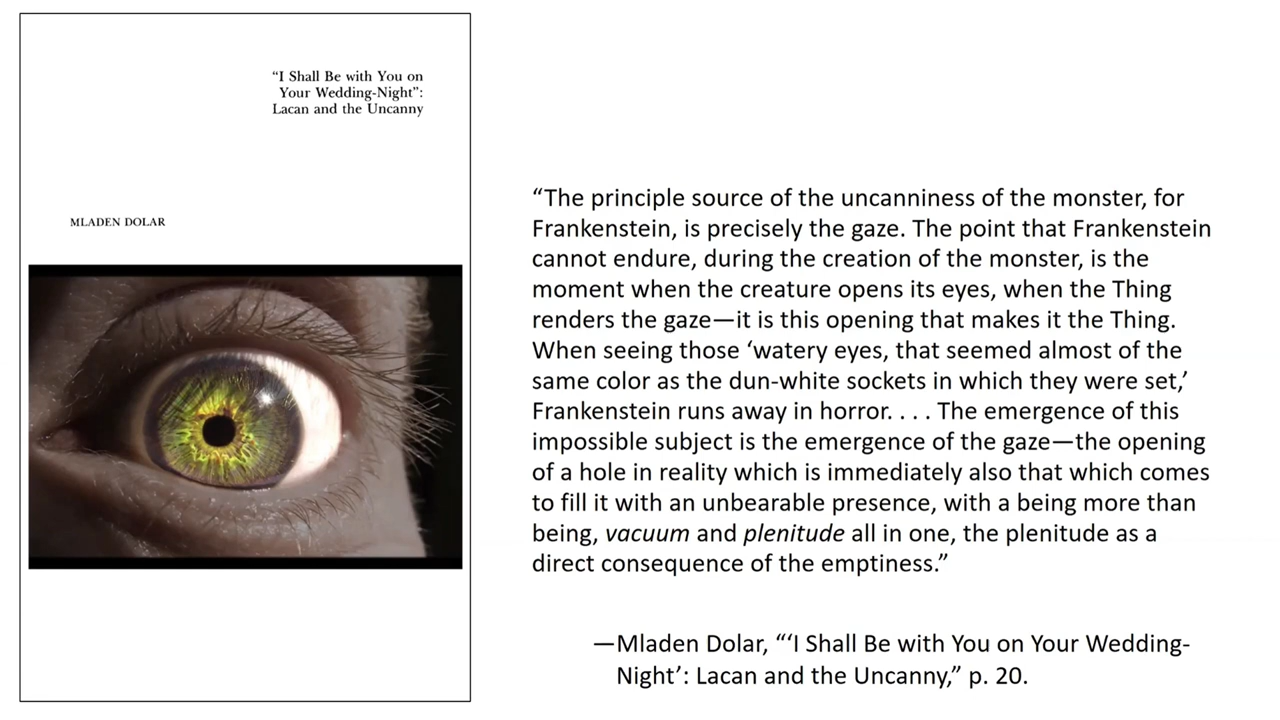 “I Shall Be with You on
Your Wedding-Night”:
Lacan and the Uncanny
MLADEN DOLAR
“The principle source of the uncanniness of the monster, for
Frankenstein, is precisely the gaze. The point that Frankenstein
cannot endure, during the creation of the monster, is the
moment when the creature opens its eyes, when the Thing
renders the gaze—it is this opening that makes it the Thing.
When seeing those ‘watery eyes, that seemed almost of the
same color as the dun-white sockets in which they were set,’
Frankenstein runs away in horror. . . . The emergence of this
impossible subject is the emergence of the gaze—the opening
of a hole in reality which is immediately also that which comes
to fill it with an unbearable presence, with a being more than
being, vacuum and plenitude all in one, the plenitude as a
direct consequence of the emptiness.”
—Mladen Dolar, “‘I Shall Be with You on Your Wedding-
Night’: Lacan and the Uncanny,” p. 20.